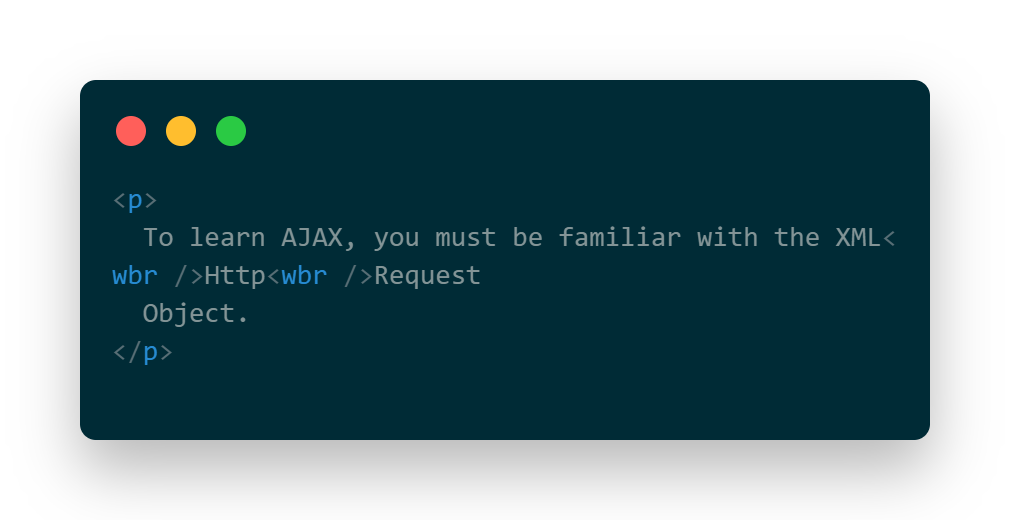 <p>
  To learn AJAX, you must be familiar with the XML<
wbr />Http<wbr />Request
  Object.
</p>